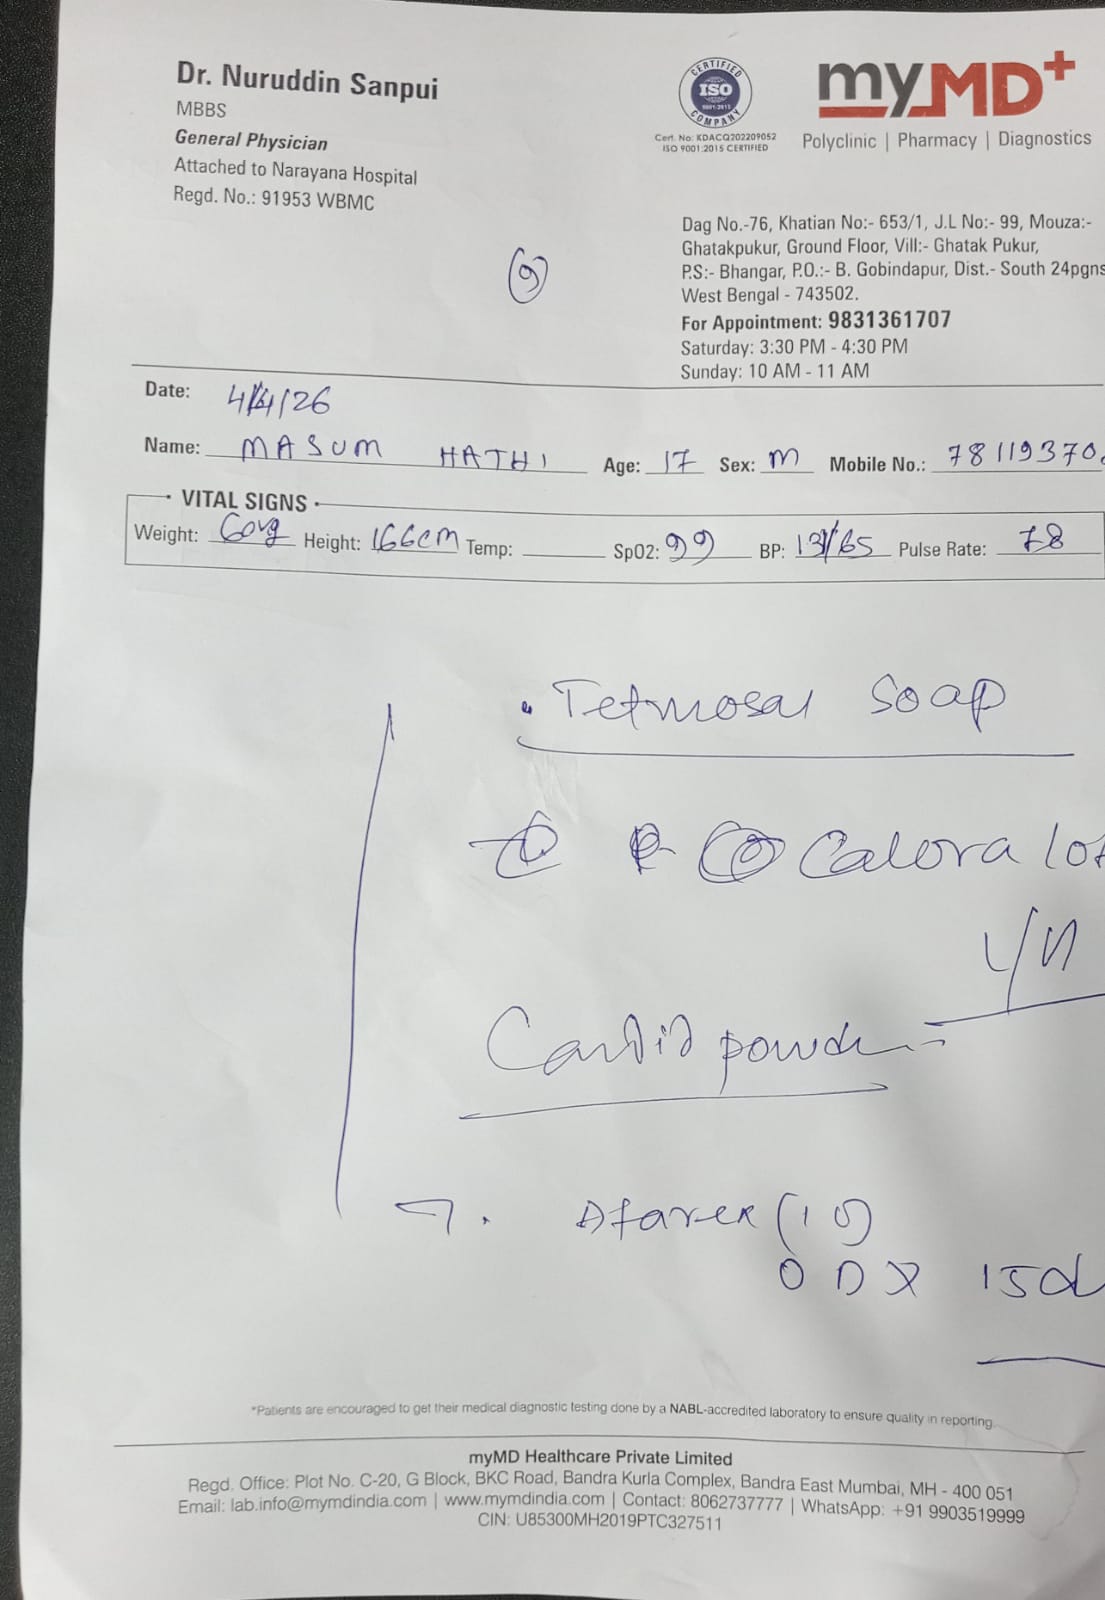 Dr. Nuruddin Sanpui
MBBS
General Physician
Attached to Narayana Hospital
Regd. No.: 91953 WBMC
CERTIFIED
ISO
9001:2015
COMPANY
Cert. No: KDACQ202209052
ISO 9001:2015 CERTIFIED
myMD+
Polyclinic | Pharmacy | Diagnostics
Dag No.-76, Khatian No:- 653/1, J.L No:- 99, Mouza:-
Ghatakpukur, Ground Floor, Vill:- Ghatak Pukur,
P.S:- Bhangar, P.O.:- B. Gobindapur, Dist.- South 24pgns
West Bengal - 743502.
For Appointment: 9831361707
Saturday: 3:30 PM - 4:30 PM
Sunday: 10 AM - 11 AM
Date: 4/4/26
Name: MASUM HATHI Age: 17 Sex: M Mobile No.: 78119370
VITAL SIGNS
Weight: 60kg Height: 166cm Temp: SpO2: 99 BP: 131/65 Pulse Rate: 78
Tetmosal Soap
Calora lot
Candid powder
OD X 15d
*Patients are encouraged to get their medical diagnostic testing done by a NABL-accredited laboratory to ensure quality in reporting.
myMD Healthcare Private Limited
Regd. Office: Plot No. C-20, G Block, BKC Road, Bandra Kurla Complex, Bandra East Mumbai, MH - 400 051
Email: lab.info@mymdindia.com | www.mymdindia.com | Contact: 8062737777 | WhatsApp: +91 9903519999
CIN: U85300MH2019PTC327511